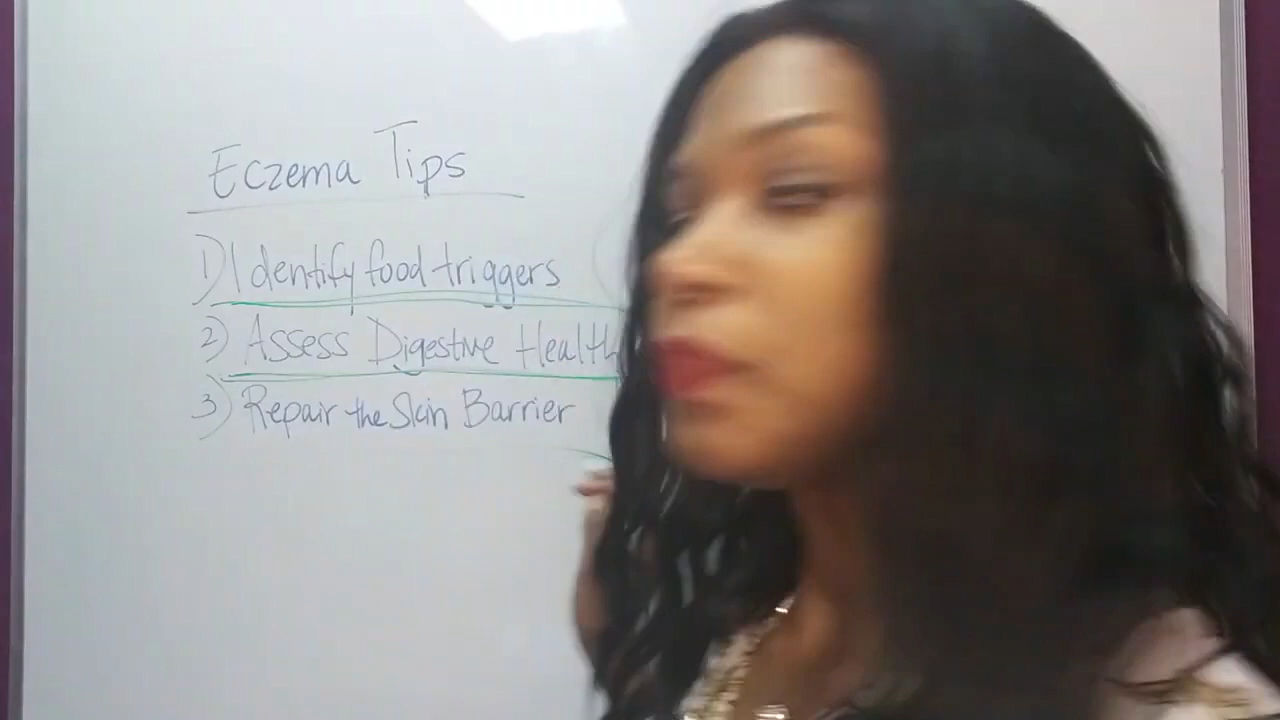 Eczema Tips
1) Identify food triggers
2) Assess Digestive Health
3) Repair the Skin Barrier